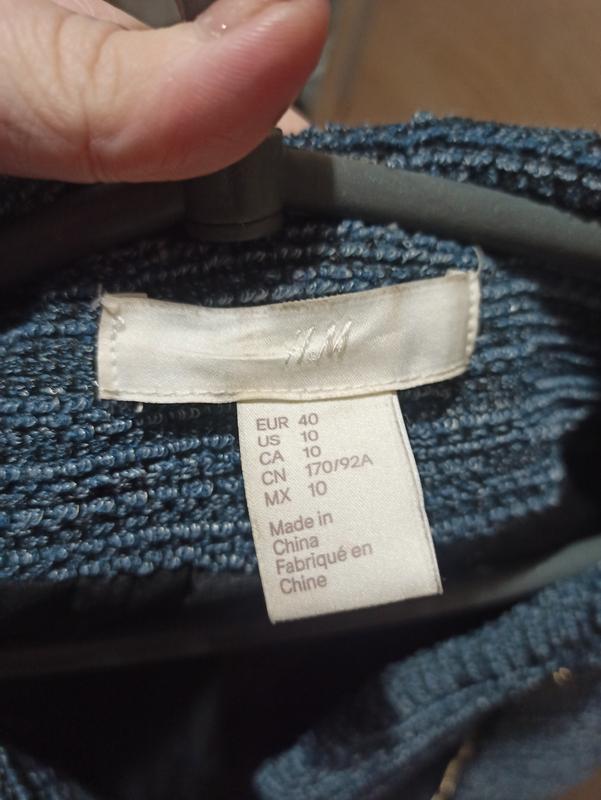 H&M
EUR 40
US 10
CA 10
CN 170/92A
MX 10
Made in
China
Fabriqué en
Chine